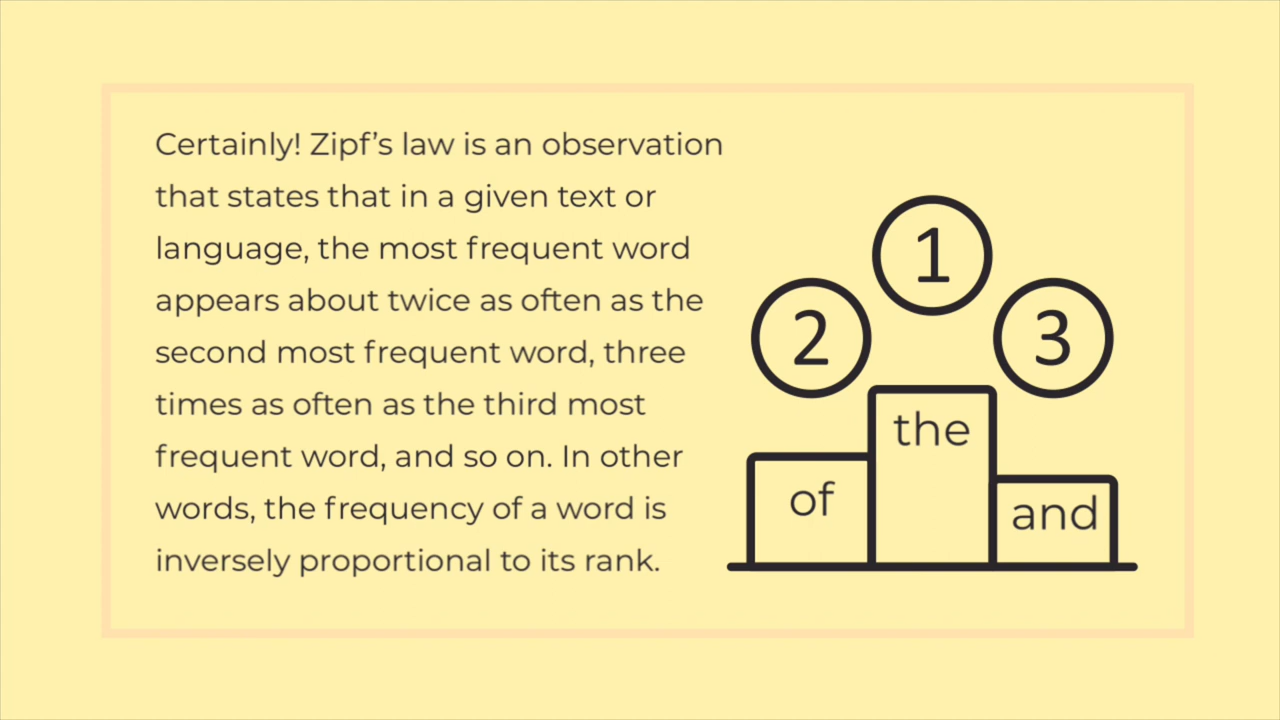 Certainly! Zipf’s law is an observation
that states that in a given text or
language, the most frequent word
appears about twice as often as the
second most frequent word, three
times as often as the third most
frequent word, and so on. In other
words, the frequency of a word is
inversely proportional to its rank.
1
2
3
the
of
and